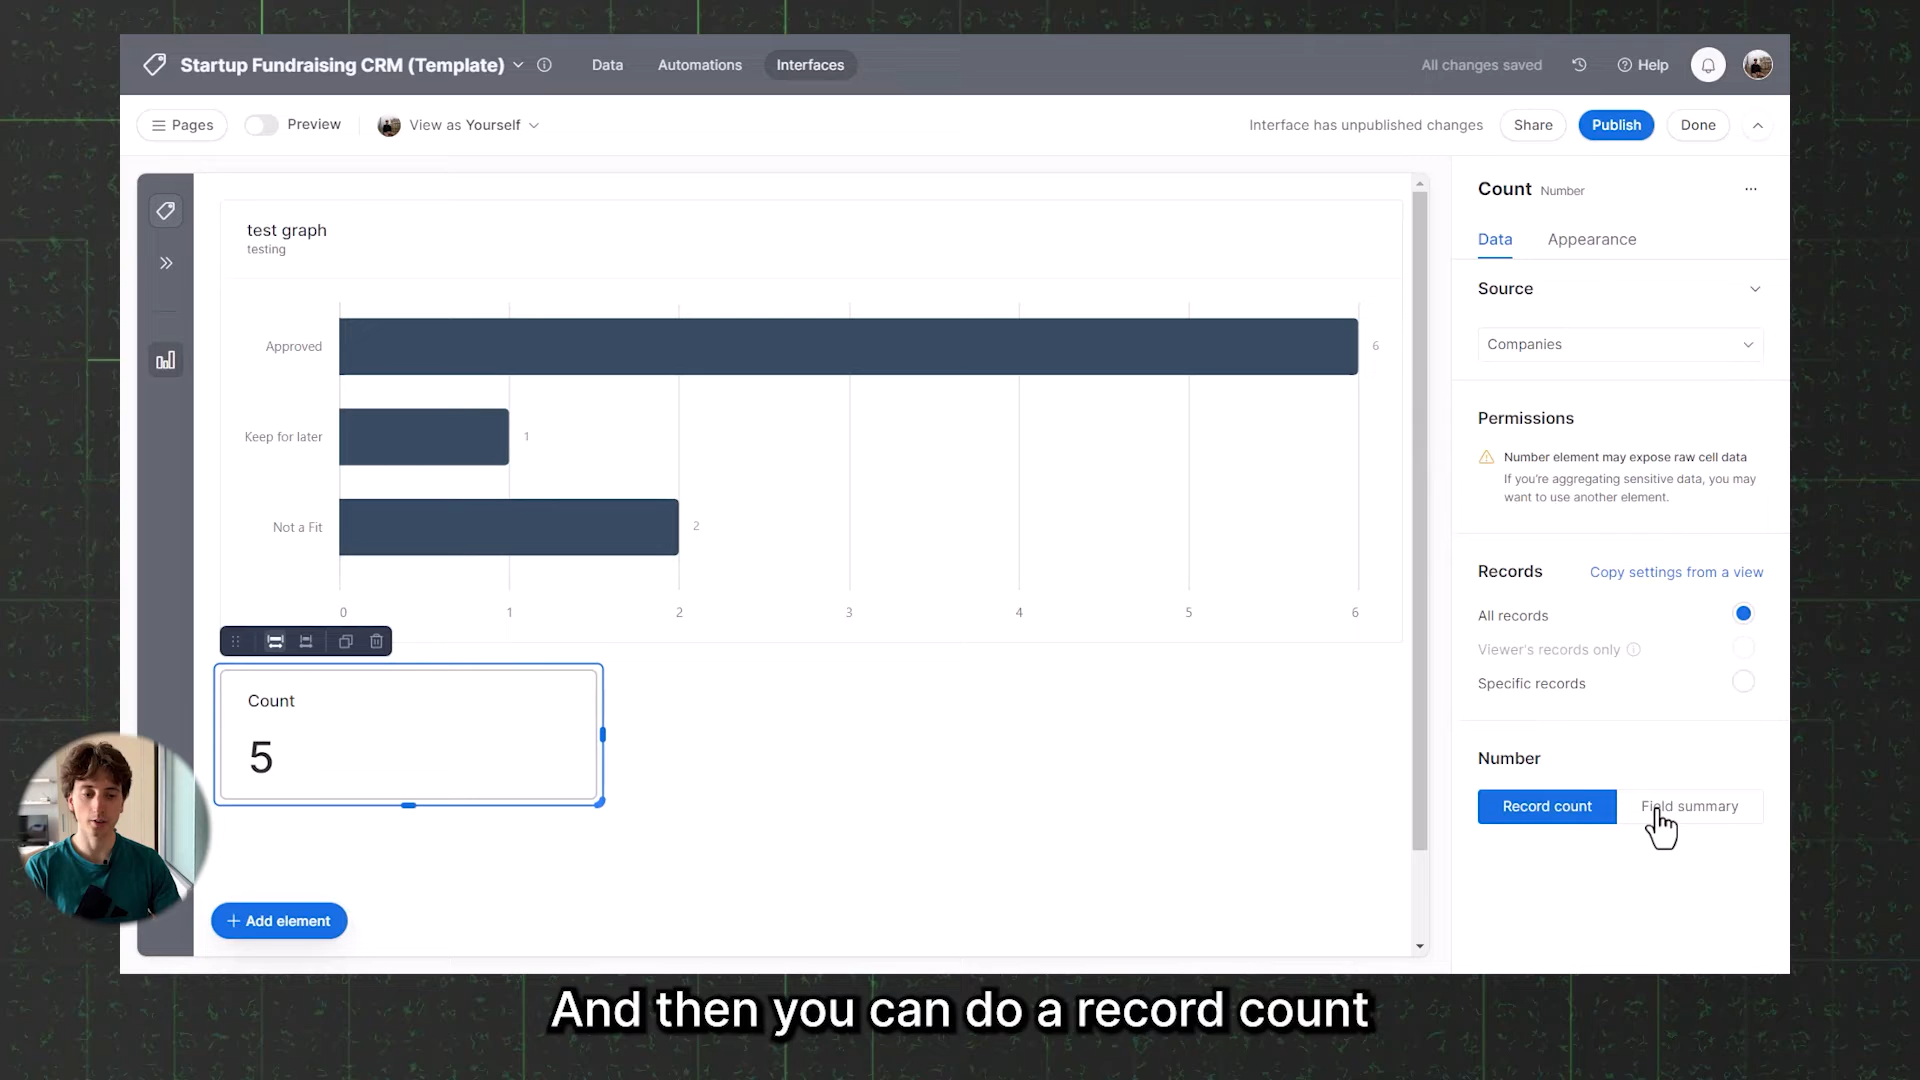 Startup Fundraising CRM (Template)
Data
Automations
Interfaces
All changes saved
Help
Pages
Preview
View as Yourself
Interface has unpublished changes
Share
Publish
Done
test graph
testing
Approved
6
Keep for later
1
Not a Fit
2
0 1 2 3 4 5 6
Count
5
Add element
Count Number
Data
Appearance
Source
Companies
Permissions
Number element may expose raw cell data
If you're aggregating sensitive data, you may
want to use another element.
Records
Copy settings from a view
All records
Viewer's records only
Specific records
Number
Record count
Field summary
And then you can do a record count